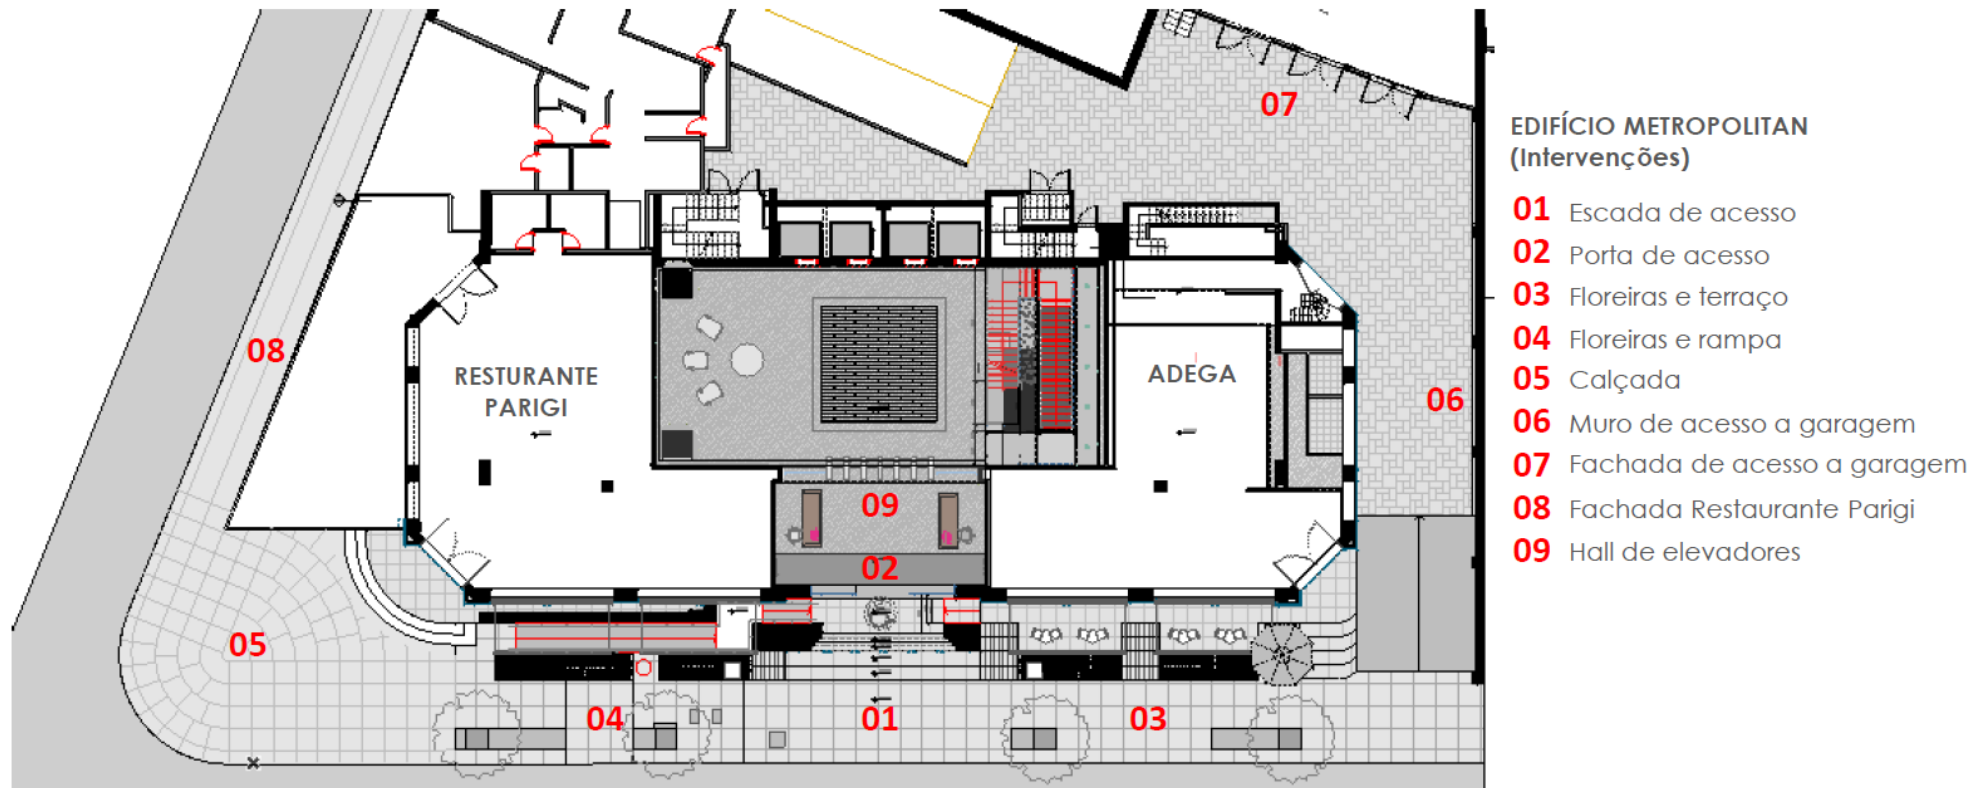 07
EDIFÍCIO METROPOLITAN
(Intervenções)
01 Escada de acesso
02 Porta de acesso
03 Floreiras e terraço
04 Floreiras e rampa
05 Calçada
06 Muro de acesso a garagem
07 Fachada de acesso a garagem
08 Fachada Restaurante Parigi
09 Hall de elevadores
08
RESTURANTE
PARIGI
ADEGA
06
09
02
05
04
01
03